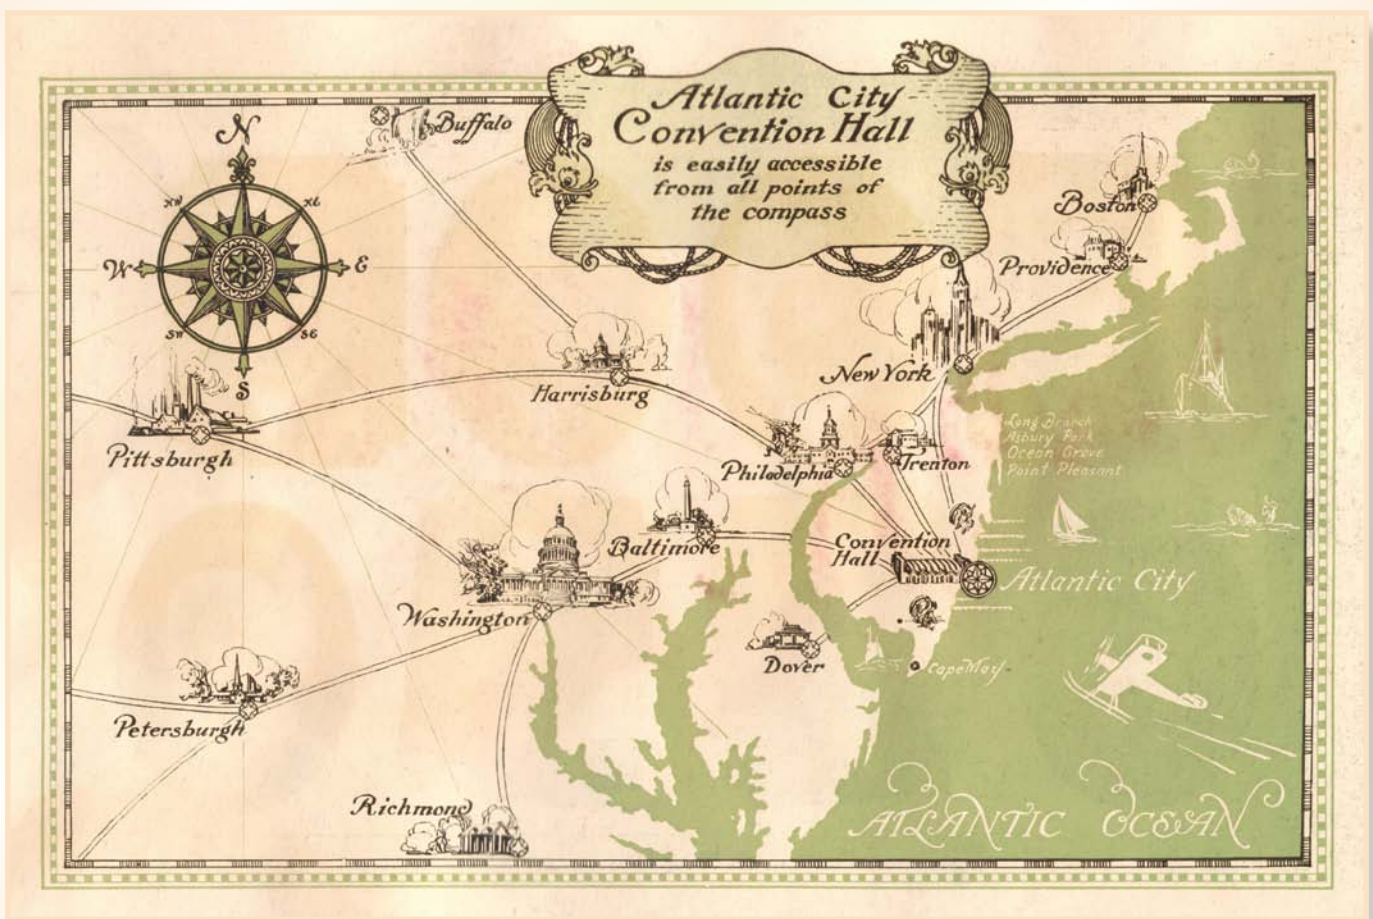 Atlantic City
Convention Hall
is easily accessible
from all points of
the compass
Buffalo
N
W
E
S
SW
SE
Boston
Providence
New York
Harrisburg
Pittsburgh
Philadelphia
Trenton
Long Branch
Asbury Park
Ocean Grove
Point Pleasant
Baltimore
Convention
Hall
Atlantic City
Washington
Dover
Cape May
Petersburgh
Richmond
ATLANTIC OCEAN